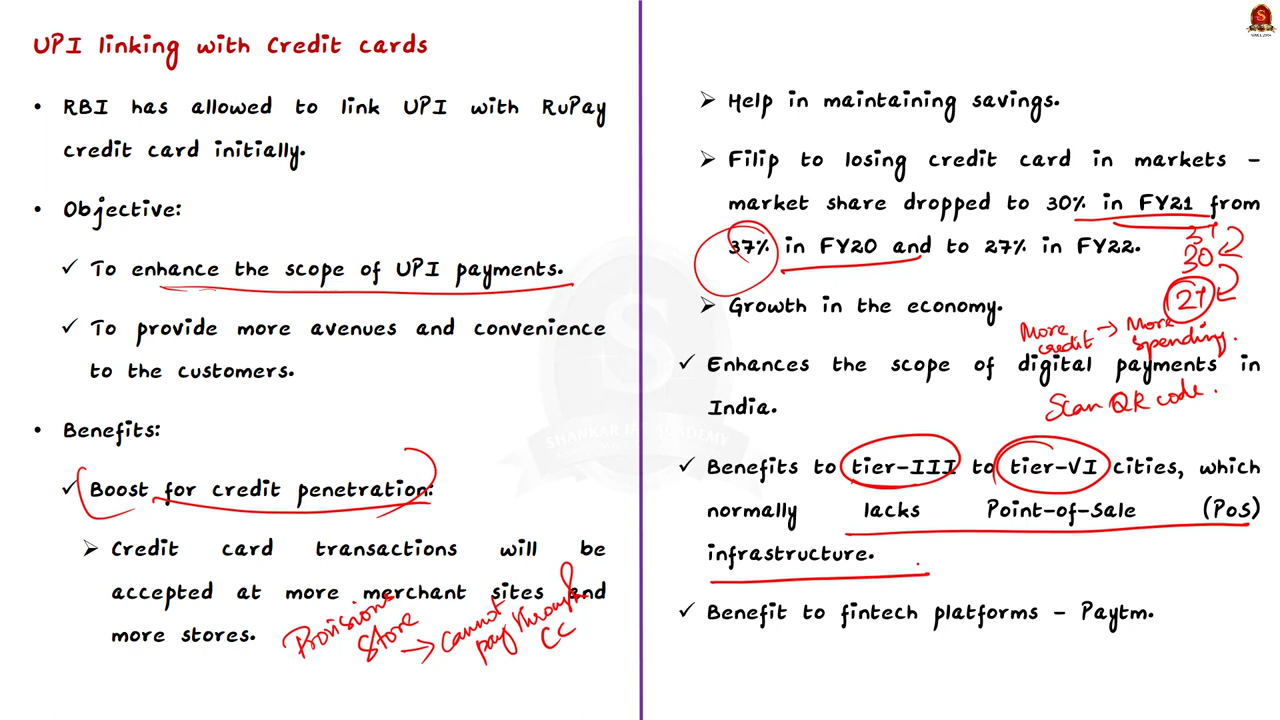 UPI linking with Credit cards
• RBI has allowed to link UPI with RuPay
credit card initially.
• Objective:
✓ To enhance the scope of UPI payments.
✓ To provide more avenues and convenience
to the customers.
• Benefits:
✓ Boost for credit penetration:
➢ Credit card transactions will be
accepted at more merchant sites and
more stores.
Provisions
Store → Cannot
pay through
CC
➢ Help in maintaining savings.
➢ Filip to losing credit card in markets –
market share dropped to 30% in FY21 from
37% in FY20 and to 27% in FY22.
37
30
27
➢ Growth in the economy.
More credit → More spending.
✓ Enhances the scope of digital payments in
India.
Scan QR code.
✓ Benefits to tier-III to tier-VI cities, which
normally lacks Point-of-Sale (PoS)
infrastructure.
✓ Benefit to fintech platforms – Paytm.
SHANKAR IAS ACADEMY
S